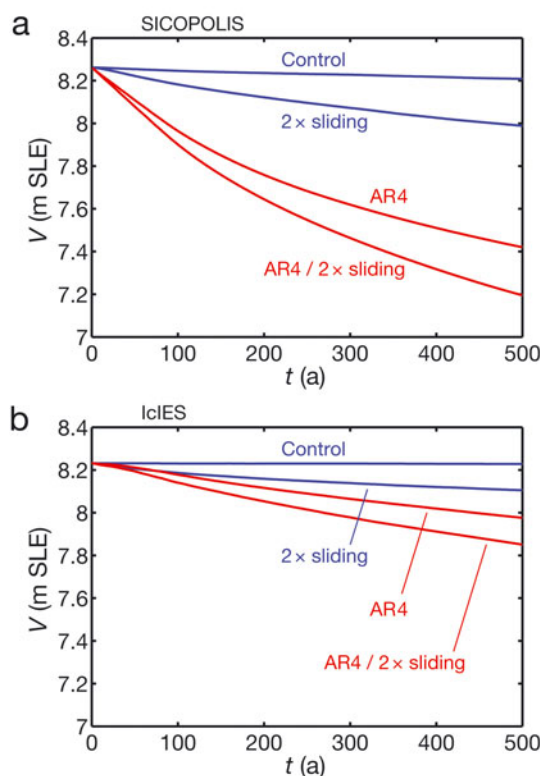 a
SICOPOLIS
8.4
8.2
8
7.8
7.6
7.4
7.2
7
V (m SLE)
Control
2× sliding
AR4
AR4 / 2× sliding
0 100 200 300 400 500
t (a)
b
IcIES
8.4
8.2
8
7.8
7.6
7.4
7.2
7
V (m SLE)
Control
2× sliding
AR4
AR4 / 2× sliding
0 100 200 300 400 500
t (a)